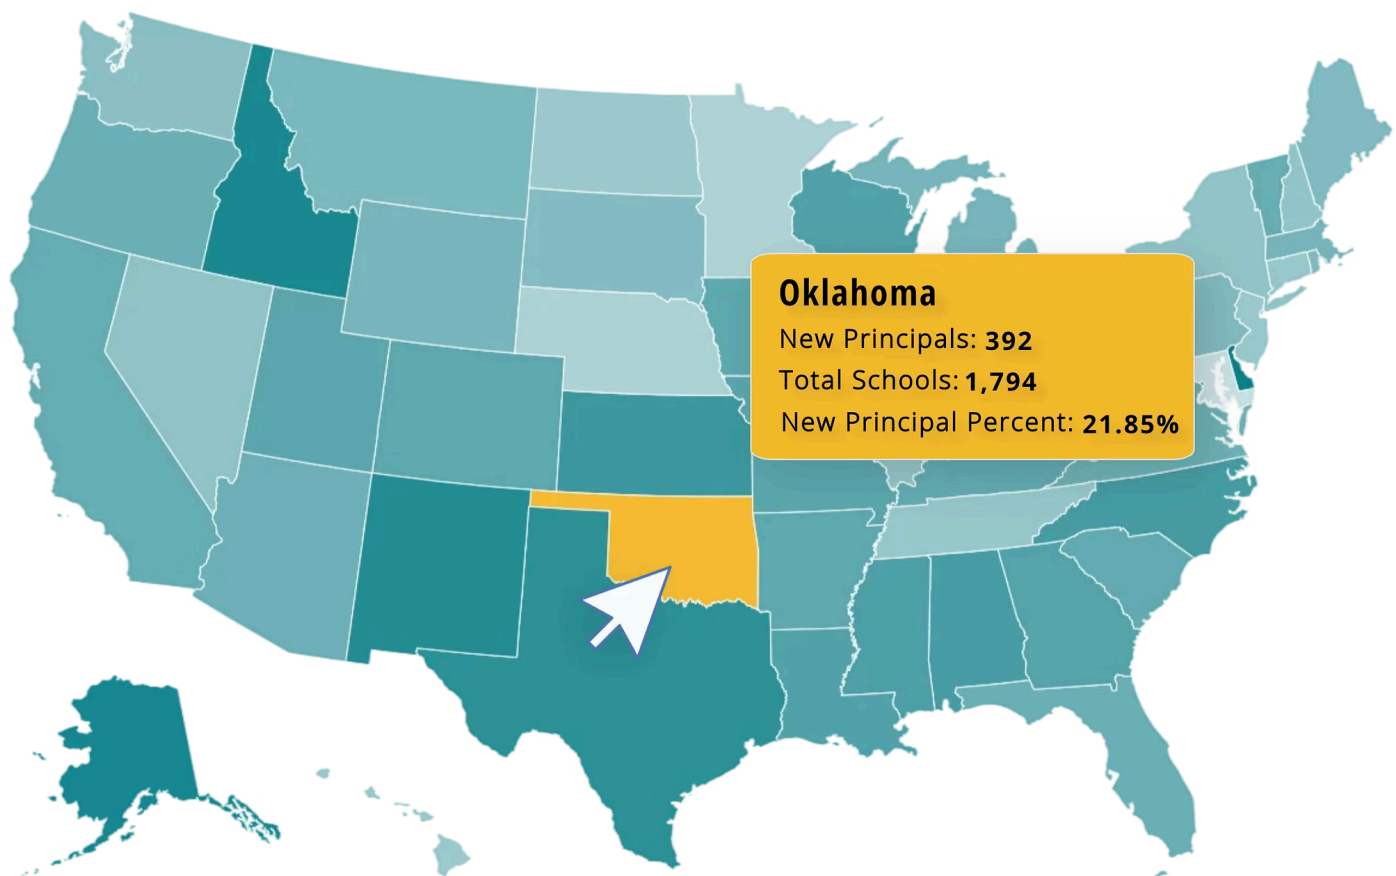 Oklahoma
New Principals: 392
Total Schools: 1,794
New Principal Percent: 21.85%